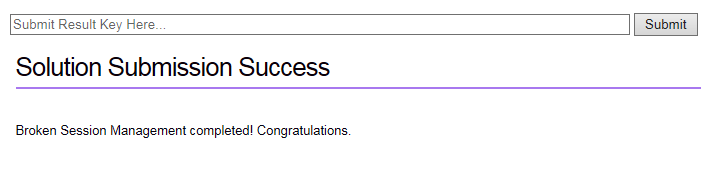 Submit Result Key Here...
Submit
Solution Submission Success
Broken Session Management completed! Congratulations.